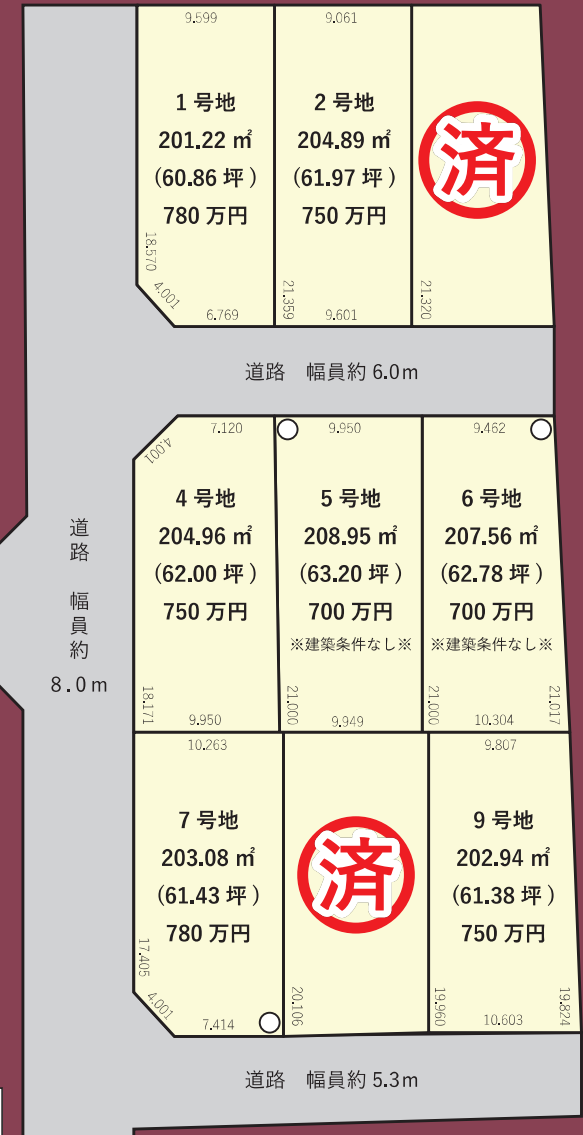 9.599
9.061
1 号地
201.22 ㎡
(60.86 坪)
780 万円
2 号地
204.89 ㎡
(61.97 坪)
750 万円
済
18.570
4.001
6.769
21.359
9.601
21.320
道路 幅員約 6.0m
4.001
7.120
9.950
9.462
4 号地
204.96 ㎡
(62.00 坪)
750 万円
5 号地
208.95 ㎡
(63.20 坪)
700 万円
※建築条件なし※
6 号地
207.56 ㎡
(62.78 坪)
700 万円
※建築条件なし※
道路 幅員約
8.0m
18.171
9.950
21.000
9.949
21.000
10.304
21.017
10.263
9.807
7 号地
203.08 ㎡
(61.43 坪)
780 万円
済
9 号地
202.94 ㎡
(61.38 坪)
750 万円
17.405
4.001
7.414
20.106
19.960
10.603
19.824
道路 幅員約 5.3m